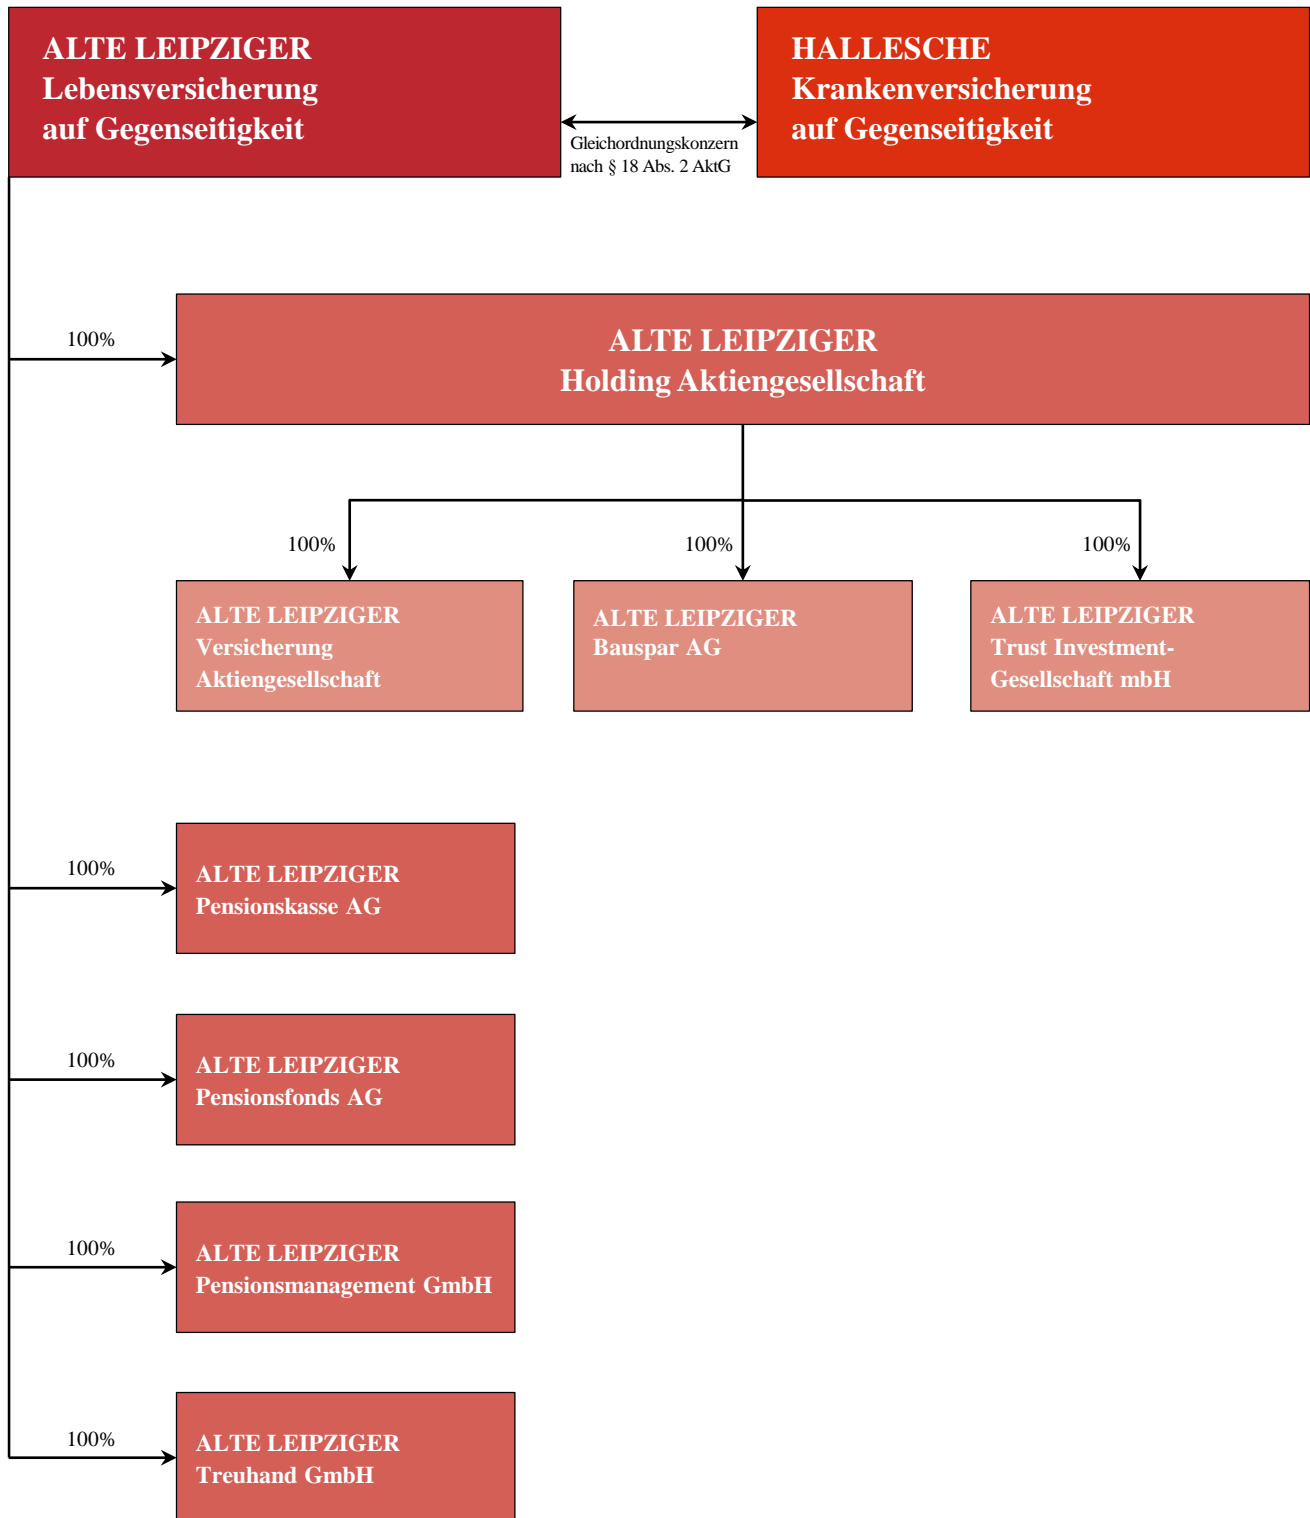 ALTE LEIPZIGER
Lebensversicherung
auf Gegenseitigkeit
Gleichordnungskonzern
nach § 18 Abs. 2 AktG
HALLESCHE
Krankenversicherung
auf Gegenseitigkeit
100%
ALTE LEIPZIGER
Holding Aktiengesellschaft
100%
100%
100%
ALTE LEIPZIGER
Versicherung
Aktiengesellschaft
ALTE LEIPZIGER
Bauspar AG
ALTE LEIPZIGER
Trust Investment-
Gesellschaft mbH
100%
ALTE LEIPZIGER
Pensionskasse AG
100%
ALTE LEIPZIGER
Pensionsfonds AG
100%
ALTE LEIPZIGER
Pensionsmanagement GmbH
100%
ALTE LEIPZIGER
Treuhand GmbH